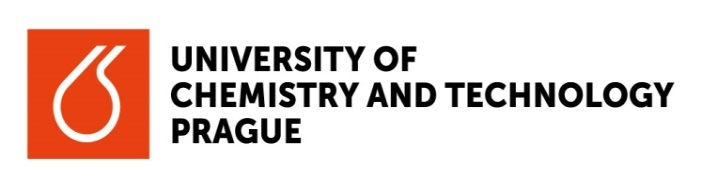 UNIVERSITY OF
CHEMISTRY AND TECHNOLOGY
PRAGUE